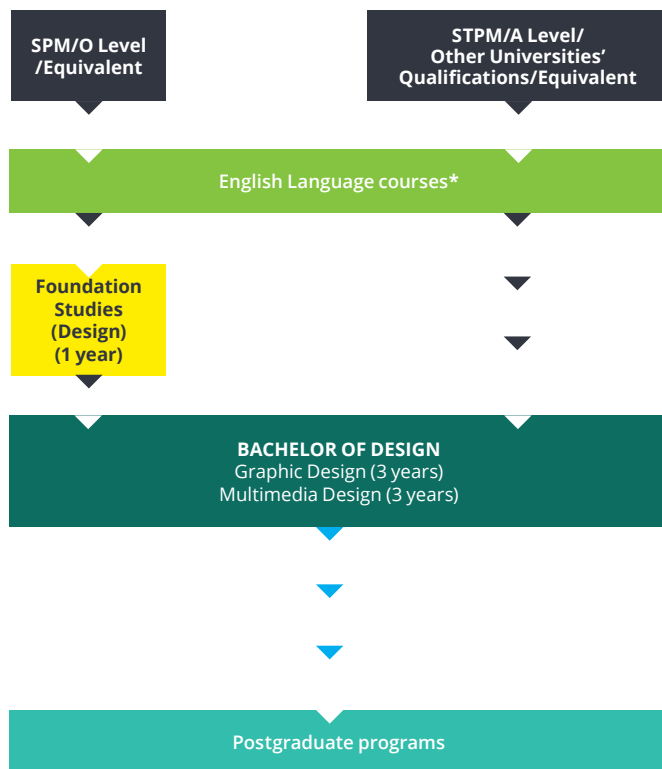 SPM/O Level
/Equivalent
STPM/A Level/
Other Universities’
Qualifications/Equivalent
English Language courses*
Foundation
Studies
(Design)
(1 year)
BACHELOR OF DESIGN
Graphic Design (3 years)
Multimedia Design (3 years)
Postgraduate programs